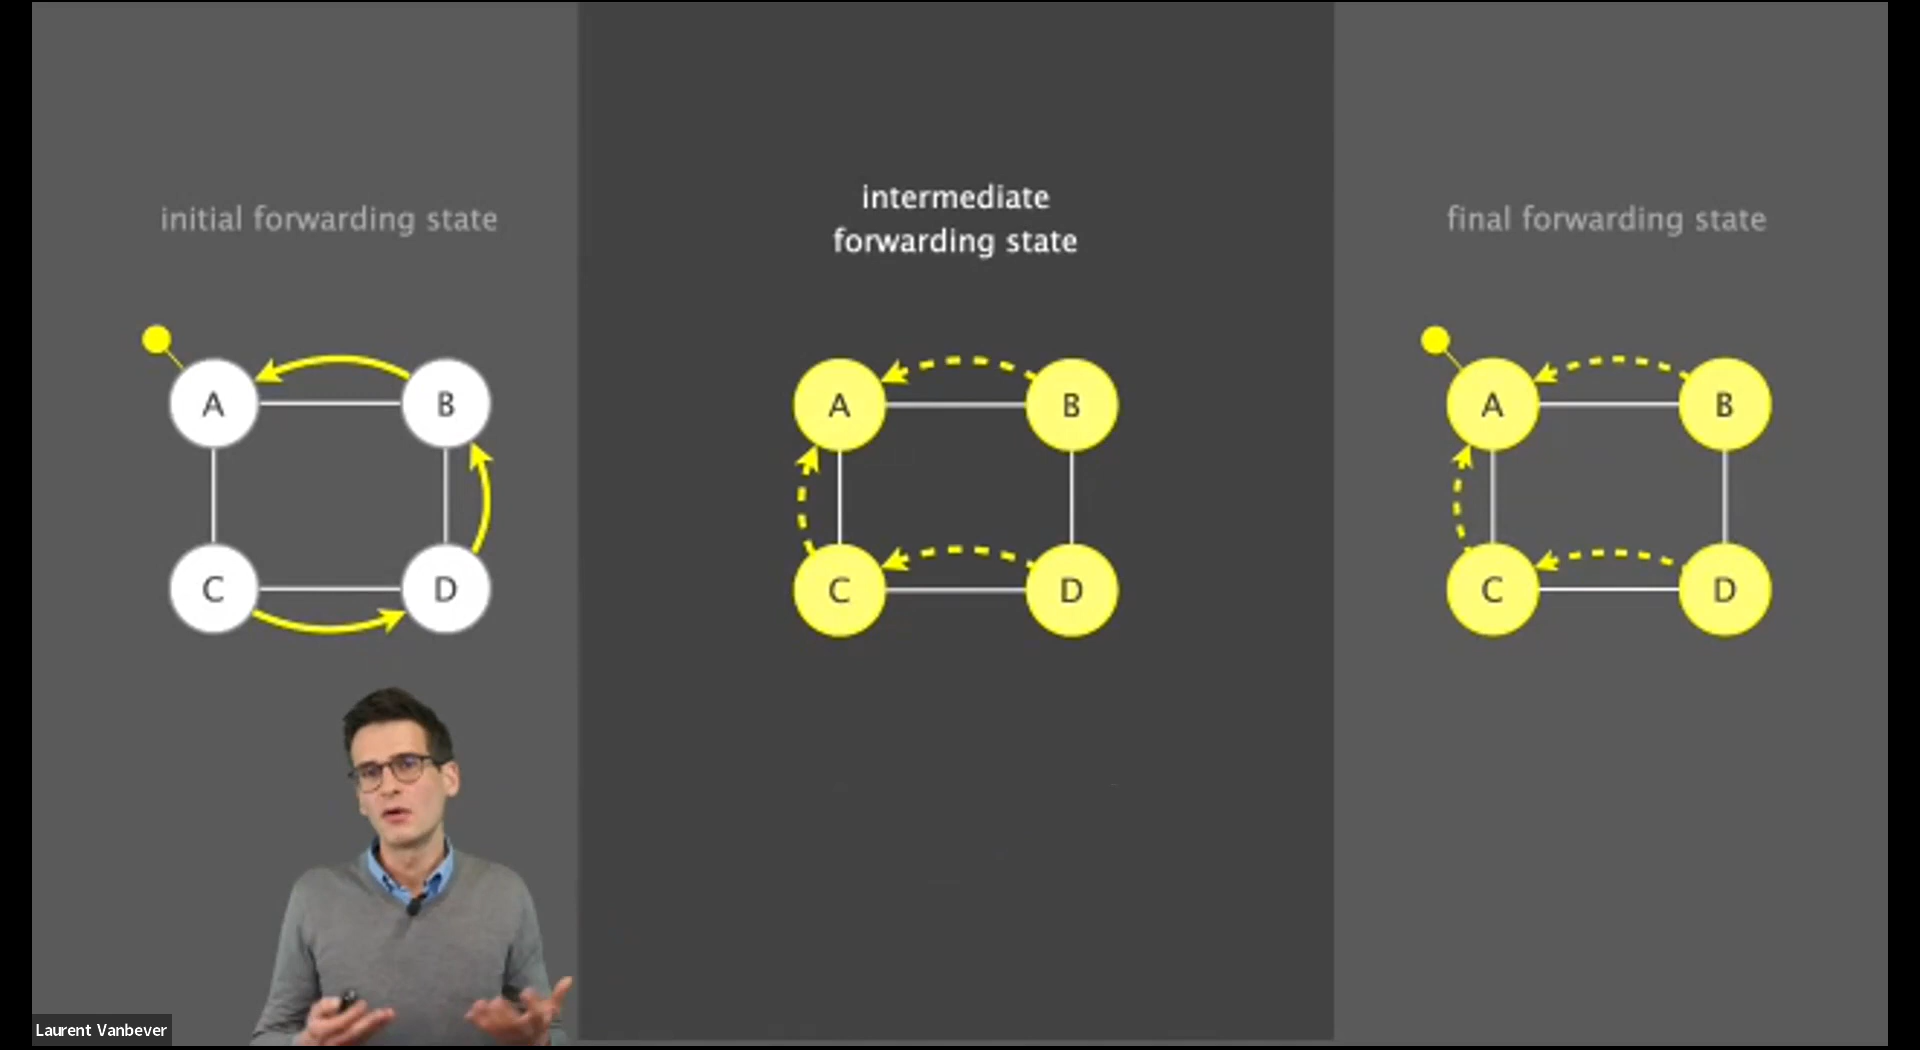 initial forwarding state
intermediate
forwarding state
final forwarding state
A
B
C
D
A
B
C
D
A
B
C
D
Laurent Vanbever